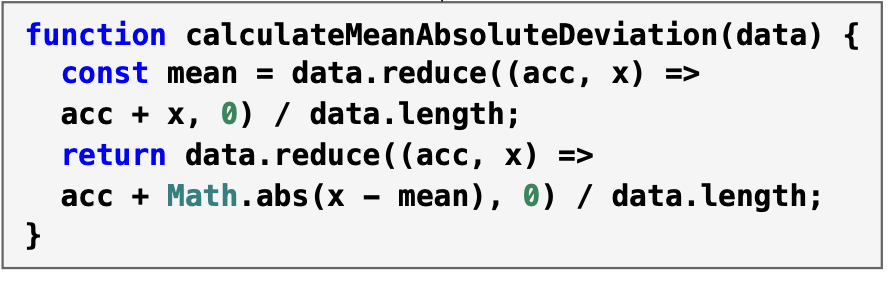 function calculateMeanAbsoluteDeviation(data) {
  const mean = data.reduce((acc, x) =>
  acc + x, 0) / data.length;
  return data.reduce((acc, x) =>
  acc + Math.abs(x - mean), 0) / data.length;
}